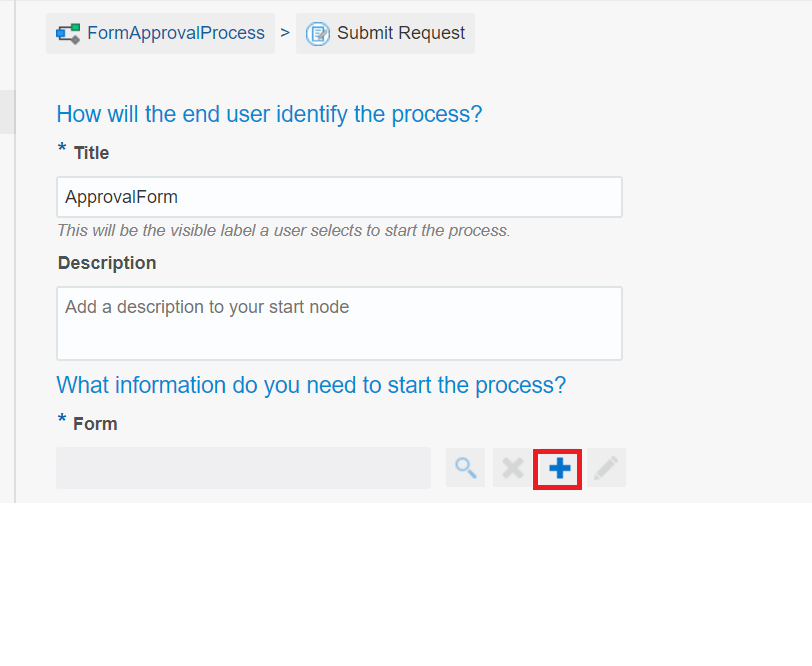 FormApprovalProcess > Submit Request
How will the end user identify the process?
* Title
ApprovalForm
This will be the visible label a user selects to start the process.
Description
Add a description to your start node
What information do you need to start the process?
* Form